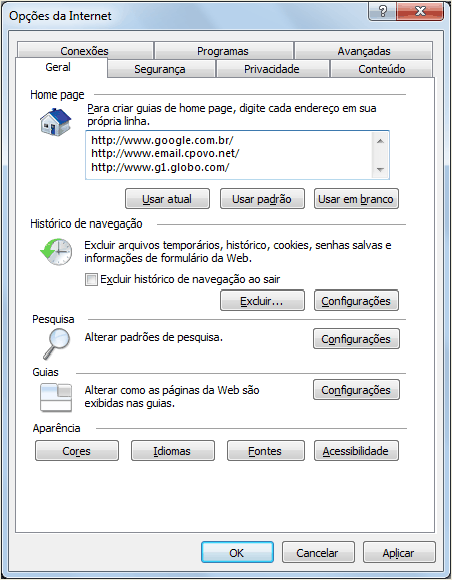 Opções da Internet
Conexões Programas Avançadas
Geral Segurança Privacidade Conteúdo
Home page
Para criar guias de home page, digite cada endereço em sua
própria linha.
http://www.google.com.br/
http://www.email.cpovo.net/
http://www.g1.globo.com/
Usar atual Usar padrão Usar em branco
Histórico de navegação
Excluir arquivos temporários, histórico, cookies, senhas salvas e
informações de formulário da Web.
Excluir histórico de navegação ao sair
Excluir... Configurações
Pesquisa
Alterar padrões de pesquisa. Configurações
Guias
Alterar como as páginas da Web são
exibidas nas guias. Configurações
Aparência
Cores Idiomas Fontes Acessibilidade
OK Cancelar Aplicar